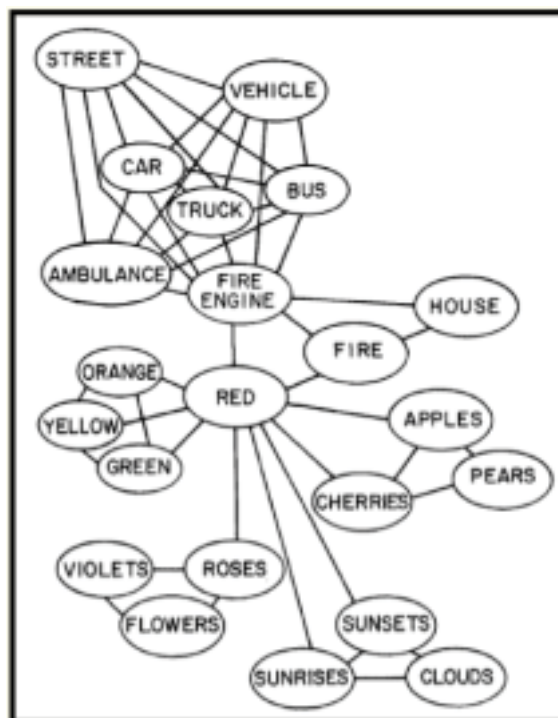 STREET
VEHICLE
CAR
BUS
TRUCK
AMBULANCE
FIRE
ENGINE
HOUSE
FIRE
ORANGE
RED
YELLOW
APPLES
GREEN
PEARS
CHERRIES
VIOLETS
ROSES
FLOWERS
SUNSETS
SUNRISES
CLOUDS